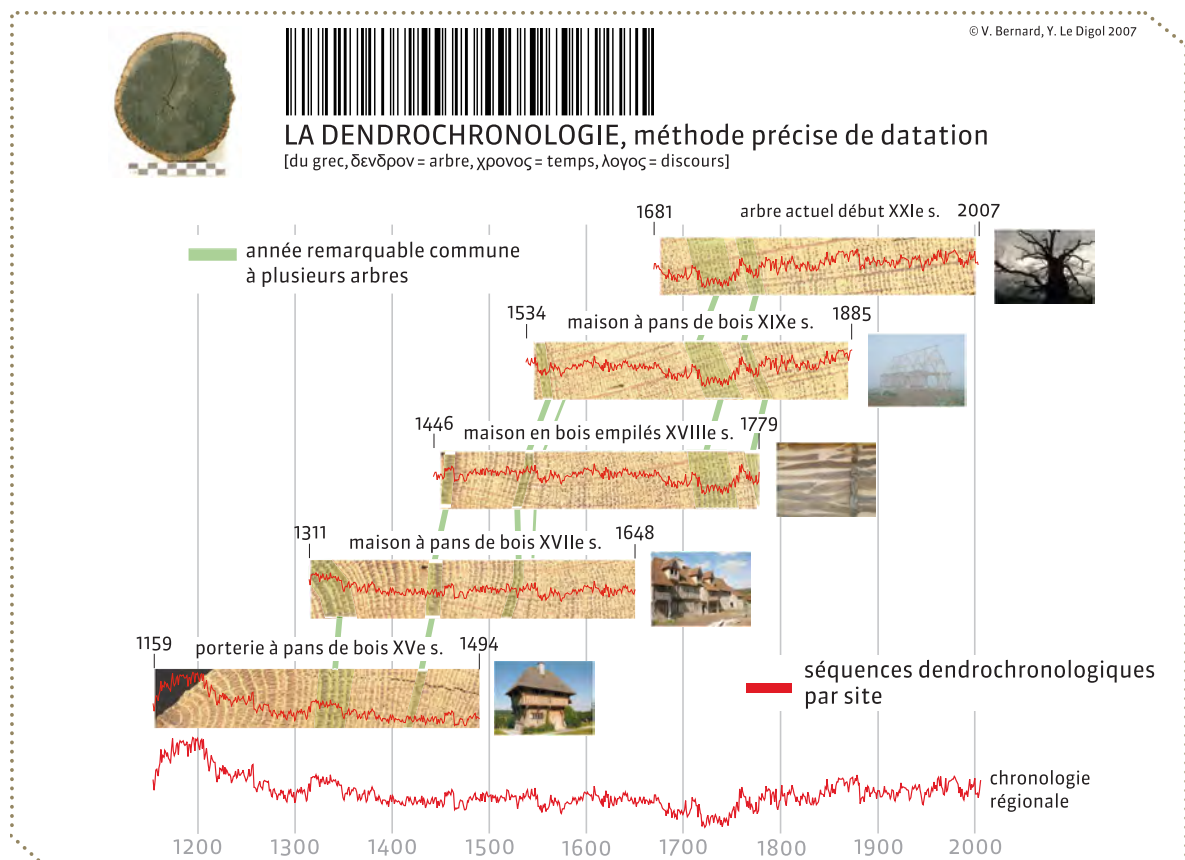 © V. Bernard, Y. Le Digol 2007
LA DENDROCHRONOLOGIE, méthode précise de datation
[du grec, δενδρον = arbre, χρονος = temps, λογος = discours]
1681 arbre actuel début XXIe s. 2007
année remarquable commune
à plusieurs arbres
1534 maison à pans de bois XIXe s. 1885
1446 maison en bois empilés XVIIIe s. 1779
1311 maison à pans de bois XVIIe s. 1648
1159 porterie à pans de bois XVe s. 1494
séquences dendrochronologiques
par site
chronologie
régionale
1200 1300 1400 1500 1600 1700 1800 1900 2000